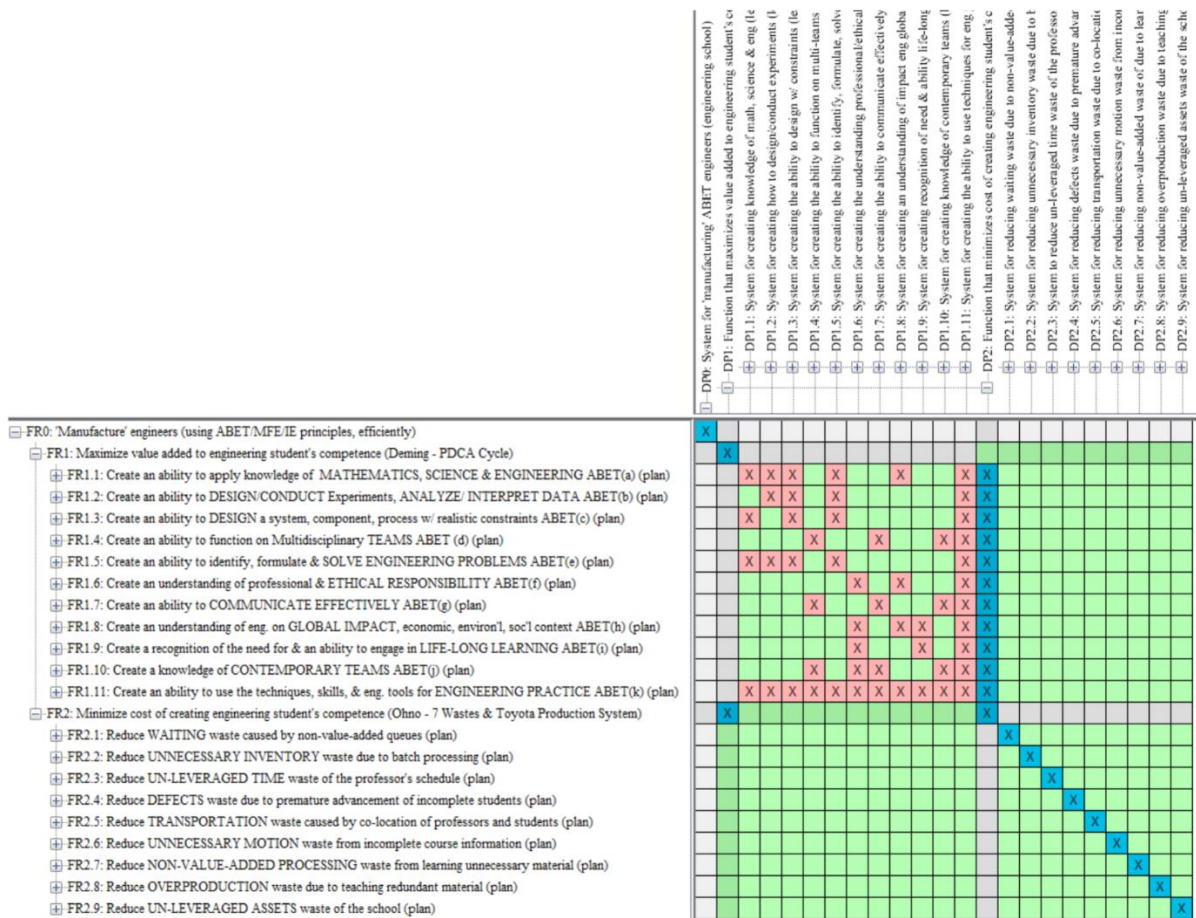 DP0: System for 'manufacturing' ABET engineers (engineering school)
DP1: Function that maximizes value added to engineering student's
DP1.1: System for creating knowledge of math, science & eng
DP1.2: System for creating how to design/conduct experiments
DP1.3: System for creating the ability to design w/ constraints
DP1.4: System for creating the ability to function on multi-teams
DP1.5: System for creating the ability to identify, formulate,
DP1.6: System for creating the understanding professional/ethical
DP1.7: System for creating the ability to communicate effectively
DP1.8: System for creating an understanding of impact eng globa
DP1.9: System for creating recognition of need & ability life-long
DP1.10: System for creating knowledge of contemporary teams
DP1.11: System for creating the ability to use techniques for eng
DP2: Function that minimizes cost of creating engineering student's c
DP2.1: System for reducing waiting waste due to non-value-adde
DP2.2: System for reducing unnecessary inventory waste due to
DP2.3: System to reduce un-leveraged time waste of the professo
DP2.4: System for reducing defects waste due to premature advar
DP2.5: System for reducing transportation waste due to co-locati
DP2.6: System for reducing unnecessary motion waste from incor
DP2.7: System for reducing non-value-added waste of due to lear
DP2.8: System for reducing overproduction waste due to teaching
DP2.9: System for reducing un-leveraged assets waste of the scho
FR0: 'Manufacture' engineers (using ABET/MFE/IE principles, efficiently) X
FR1: Maximize value added to engineering student's competence (Deming - PDCA Cycle) X
FR1.1: Create an ability to apply knowledge of MATHEMATICS, SCIENCE & ENGINEERING ABET(a) (plan) X X X X X X X
FR1.2: Create an ability to DESIGN/CONDUCT Experiments, ANALYZE/ INTERPRET DATA ABET(b) (plan) X X X X X
FR1.3: Create an ability to DESIGN a system, component, process w/ realistic constraints ABET(c) (plan) X X X X X
FR1.4: Create an ability to function on Multidisciplinary TEAMS ABET (d) (plan) X X X X X
FR1.5: Create an ability to identify, formulate & SOLVE ENGINEERING PROBLEMS ABET(e) (plan) X X X X X X
FR1.6: Create an understanding of professional & ETHICAL RESPONSIBILITY ABET(f) (plan) X X X X
FR1.7: Create an ability to COMMUNICATE EFFECTIVELY ABET(g) (plan) X X X X X
FR1.8: Create an understanding of eng. on GLOBAL IMPACT, economic, environ'l, soc'l context ABET(h) (plan) X X X X X
FR1.9: Create a recognition of the need for & an ability to engage in LIFE-LONG LEARNING ABET(i) (plan) X X X X
FR1.10: Create a knowledge of CONTEMPORARY TEAMS ABET(j) (plan) X X X X X X
FR1.11: Create an ability to use the techniques, skills, & eng. tools for ENGINEERING PRACTICE ABET(k) (plan) X X X X X X X X X X X X
FR2: Minimize cost of creating engineering student's competence (Ohno - 7 Wastes & Toyota Production System) X X
FR2.1: Reduce WAITING waste caused by non-value-added queues (plan) X
FR2.2: Reduce UNNECESSARY INVENTORY waste due to batch processing (plan) X
FR2.3: Reduce UN-LEVERAGED TIME waste of the professor's schedule (plan) X
FR2.4: Reduce DEFECTS waste due to premature advancement of incomplete students (plan) X
FR2.5: Reduce TRANSPORTATION waste caused by co-location of professors and students (plan) X
FR2.6: Reduce UNNECESSARY MOTION waste from incomplete course information (plan) X
FR2.7: Reduce NON-VALUE-ADDED PROCESSING waste from learning unnecessary material (plan) X
FR2.8: Reduce OVERPRODUCTION waste due to teaching redundant material (plan) X
FR2.9: Reduce UN-LEVERAGED ASSETS waste of the school (plan) X